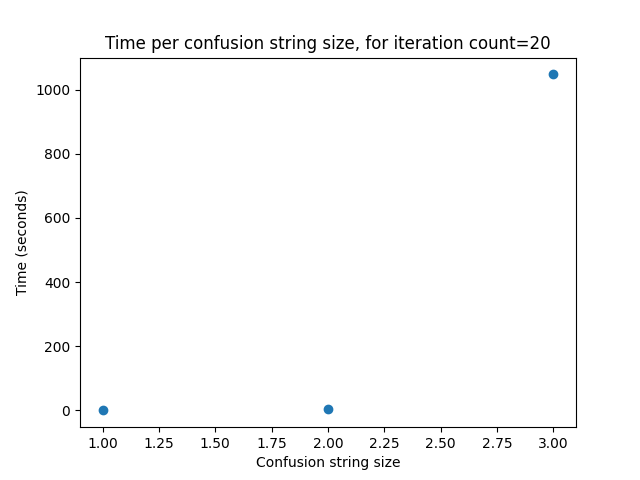 Time per confusion string size, for iteration count=20
1000
800
600
400
200
0
Time (seconds)
1.00 1.25 1.50 1.75 2.00 2.25 2.50 2.75 3.00
Confusion string size